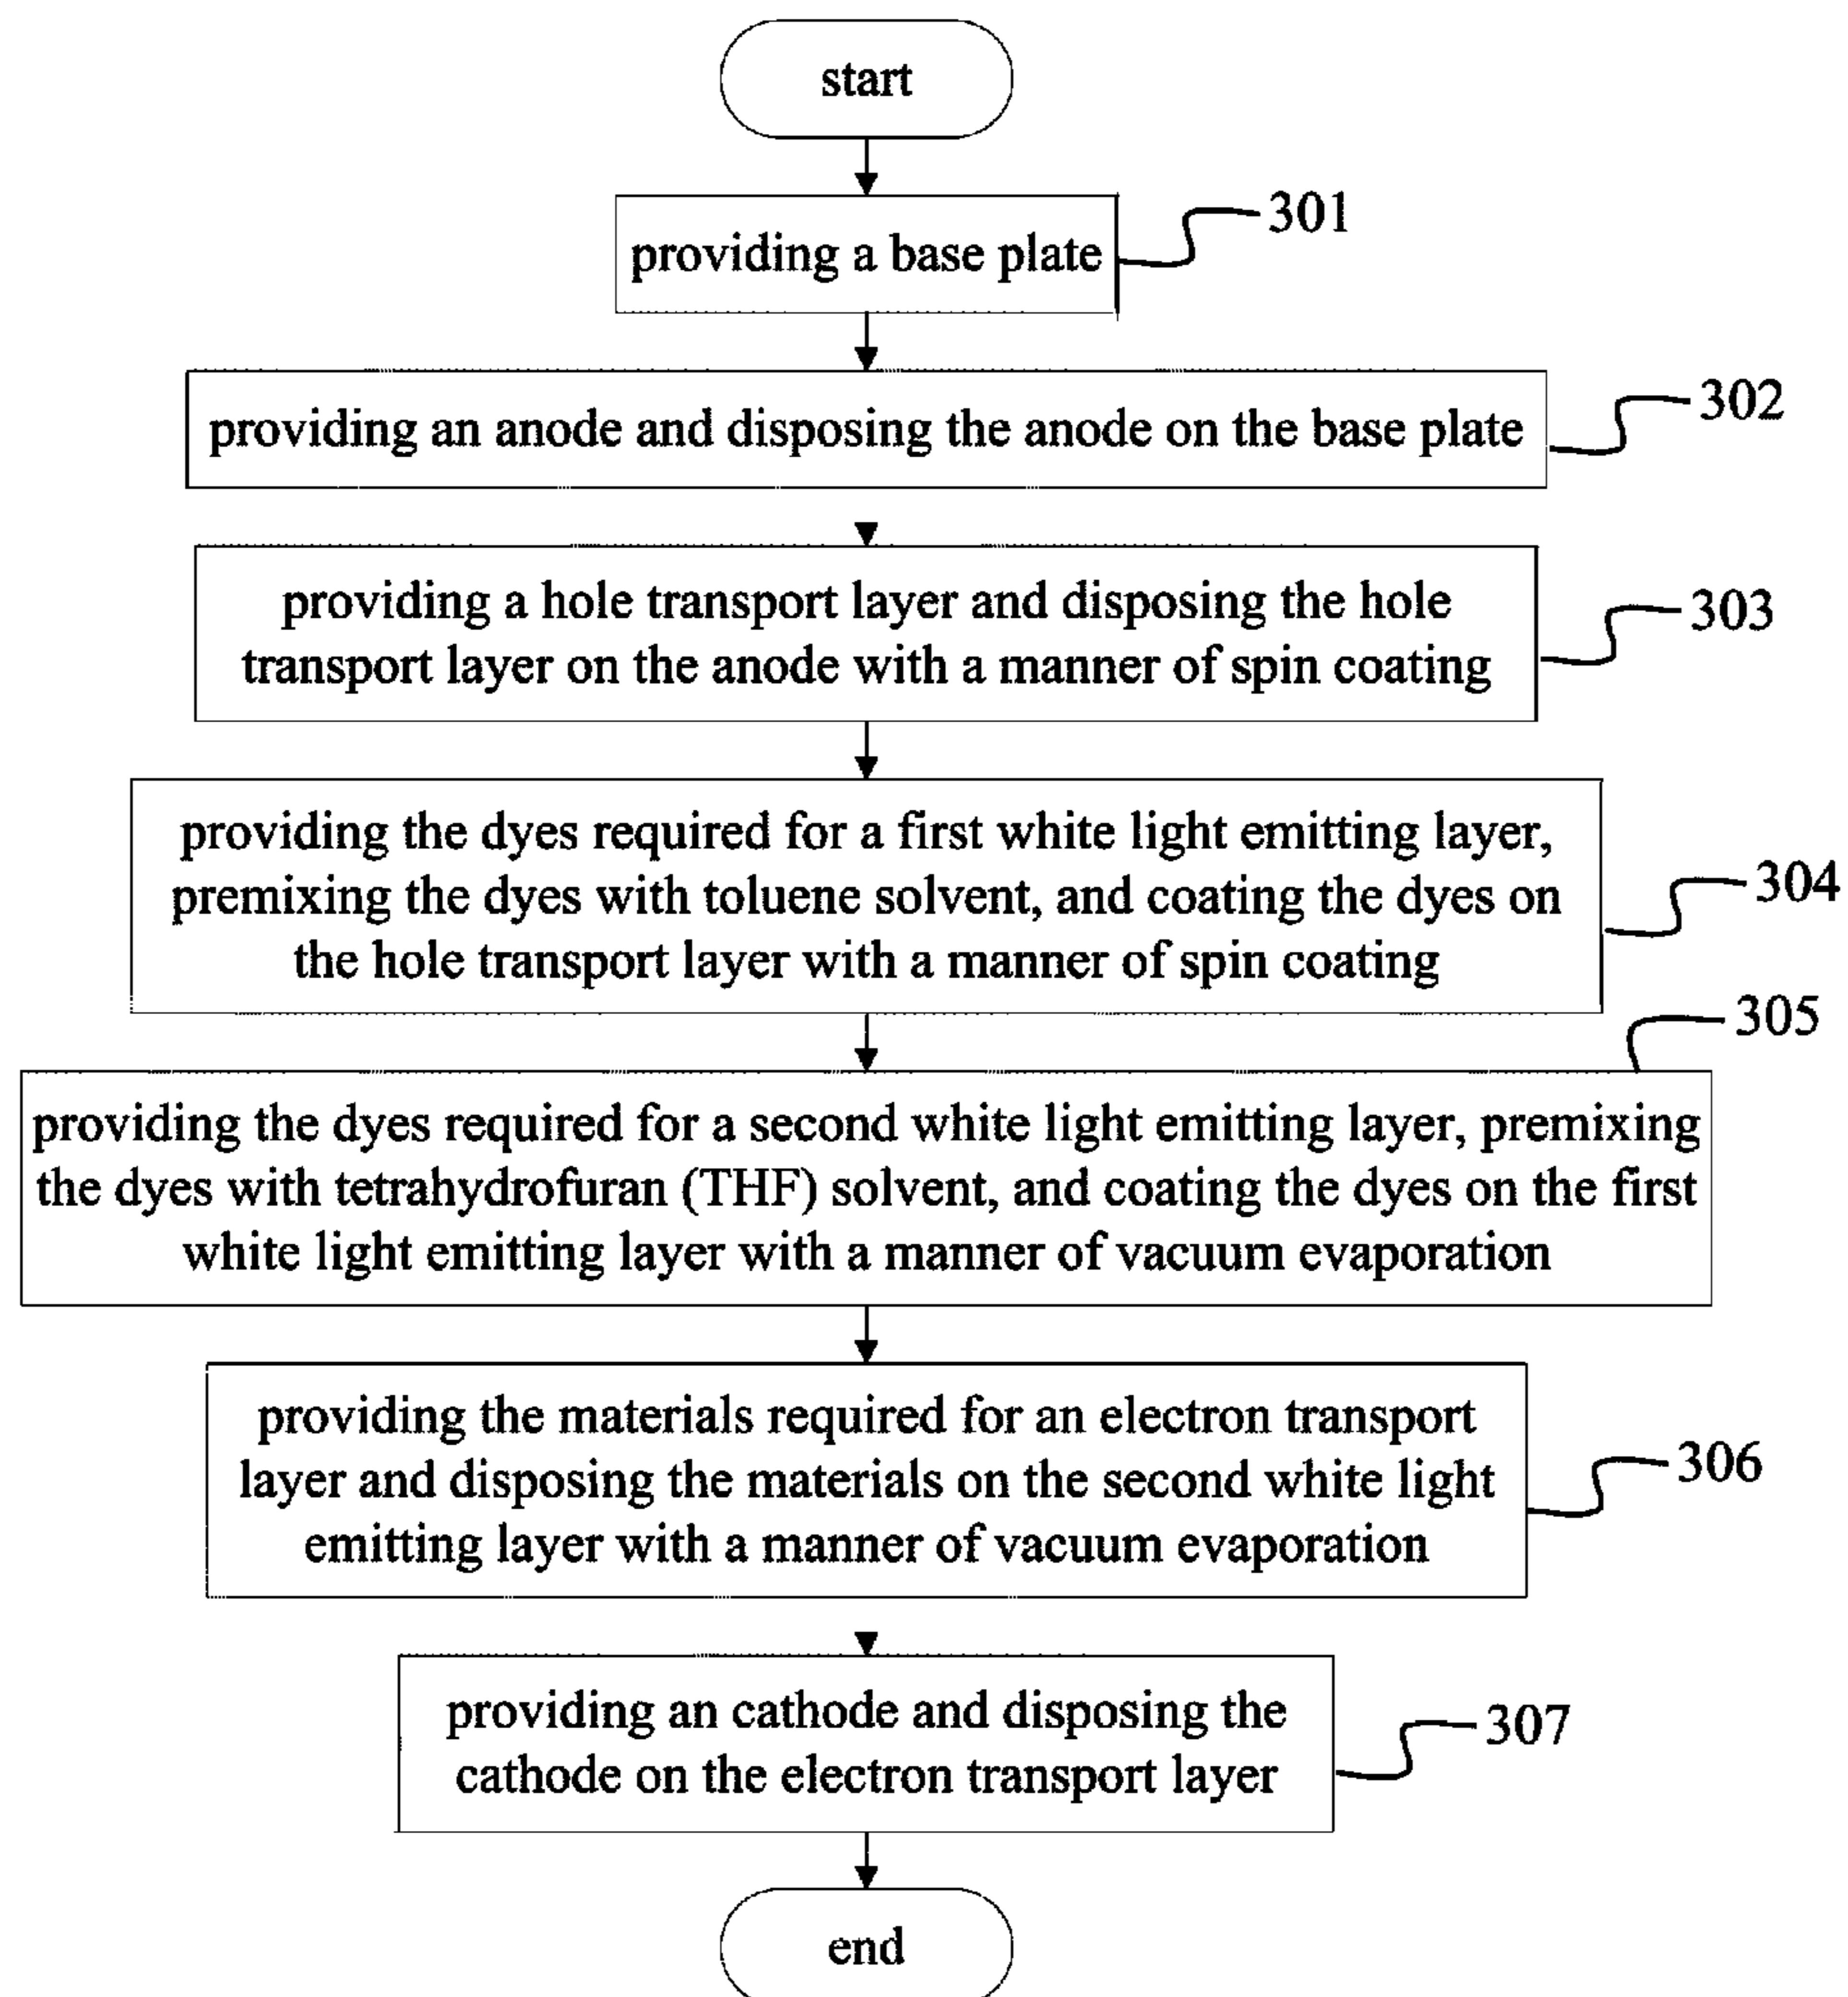 start
301
providing a base plate
302
providing an anode and disposing the anode on the base plate
303
providing a hole transport layer and disposing the hole
transport layer on the anode with a manner of spin coating
304
providing the dyes required for a first white light emitting layer,
premixing the dyes with toluene solvent, and coating the dyes on
the hole transport layer with a manner of spin coating
305
providing the dyes required for a second white light emitting layer, premixing
the dyes with tetrahydrofuran (THF) solvent, and coating the dyes on the first
white light emitting layer with a manner of vacuum evaporation
306
providing the materials required for an electron transport
layer and disposing the materials on the second white light
emitting layer with a manner of vacuum evaporation
307
providing an cathode and disposing the
cathode on the electron transport layer
end